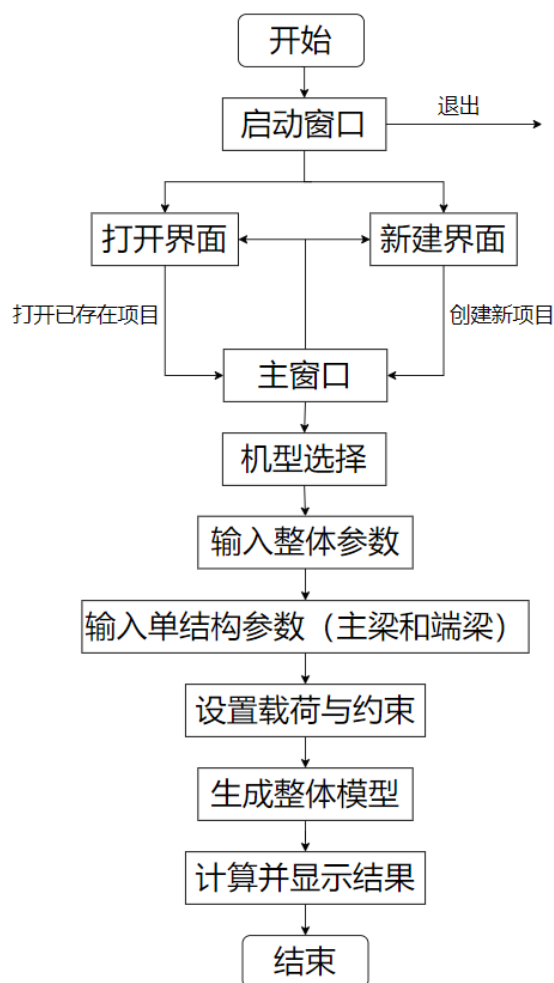 开始
启动窗口
退出
打开界面
新建界面
打开已存在项目
创建新项目
主窗口
机型选择
输入整体参数
输入单结构参数（主梁和端梁）
设置载荷与约束
生成整体模型
计算并显示结果
结束